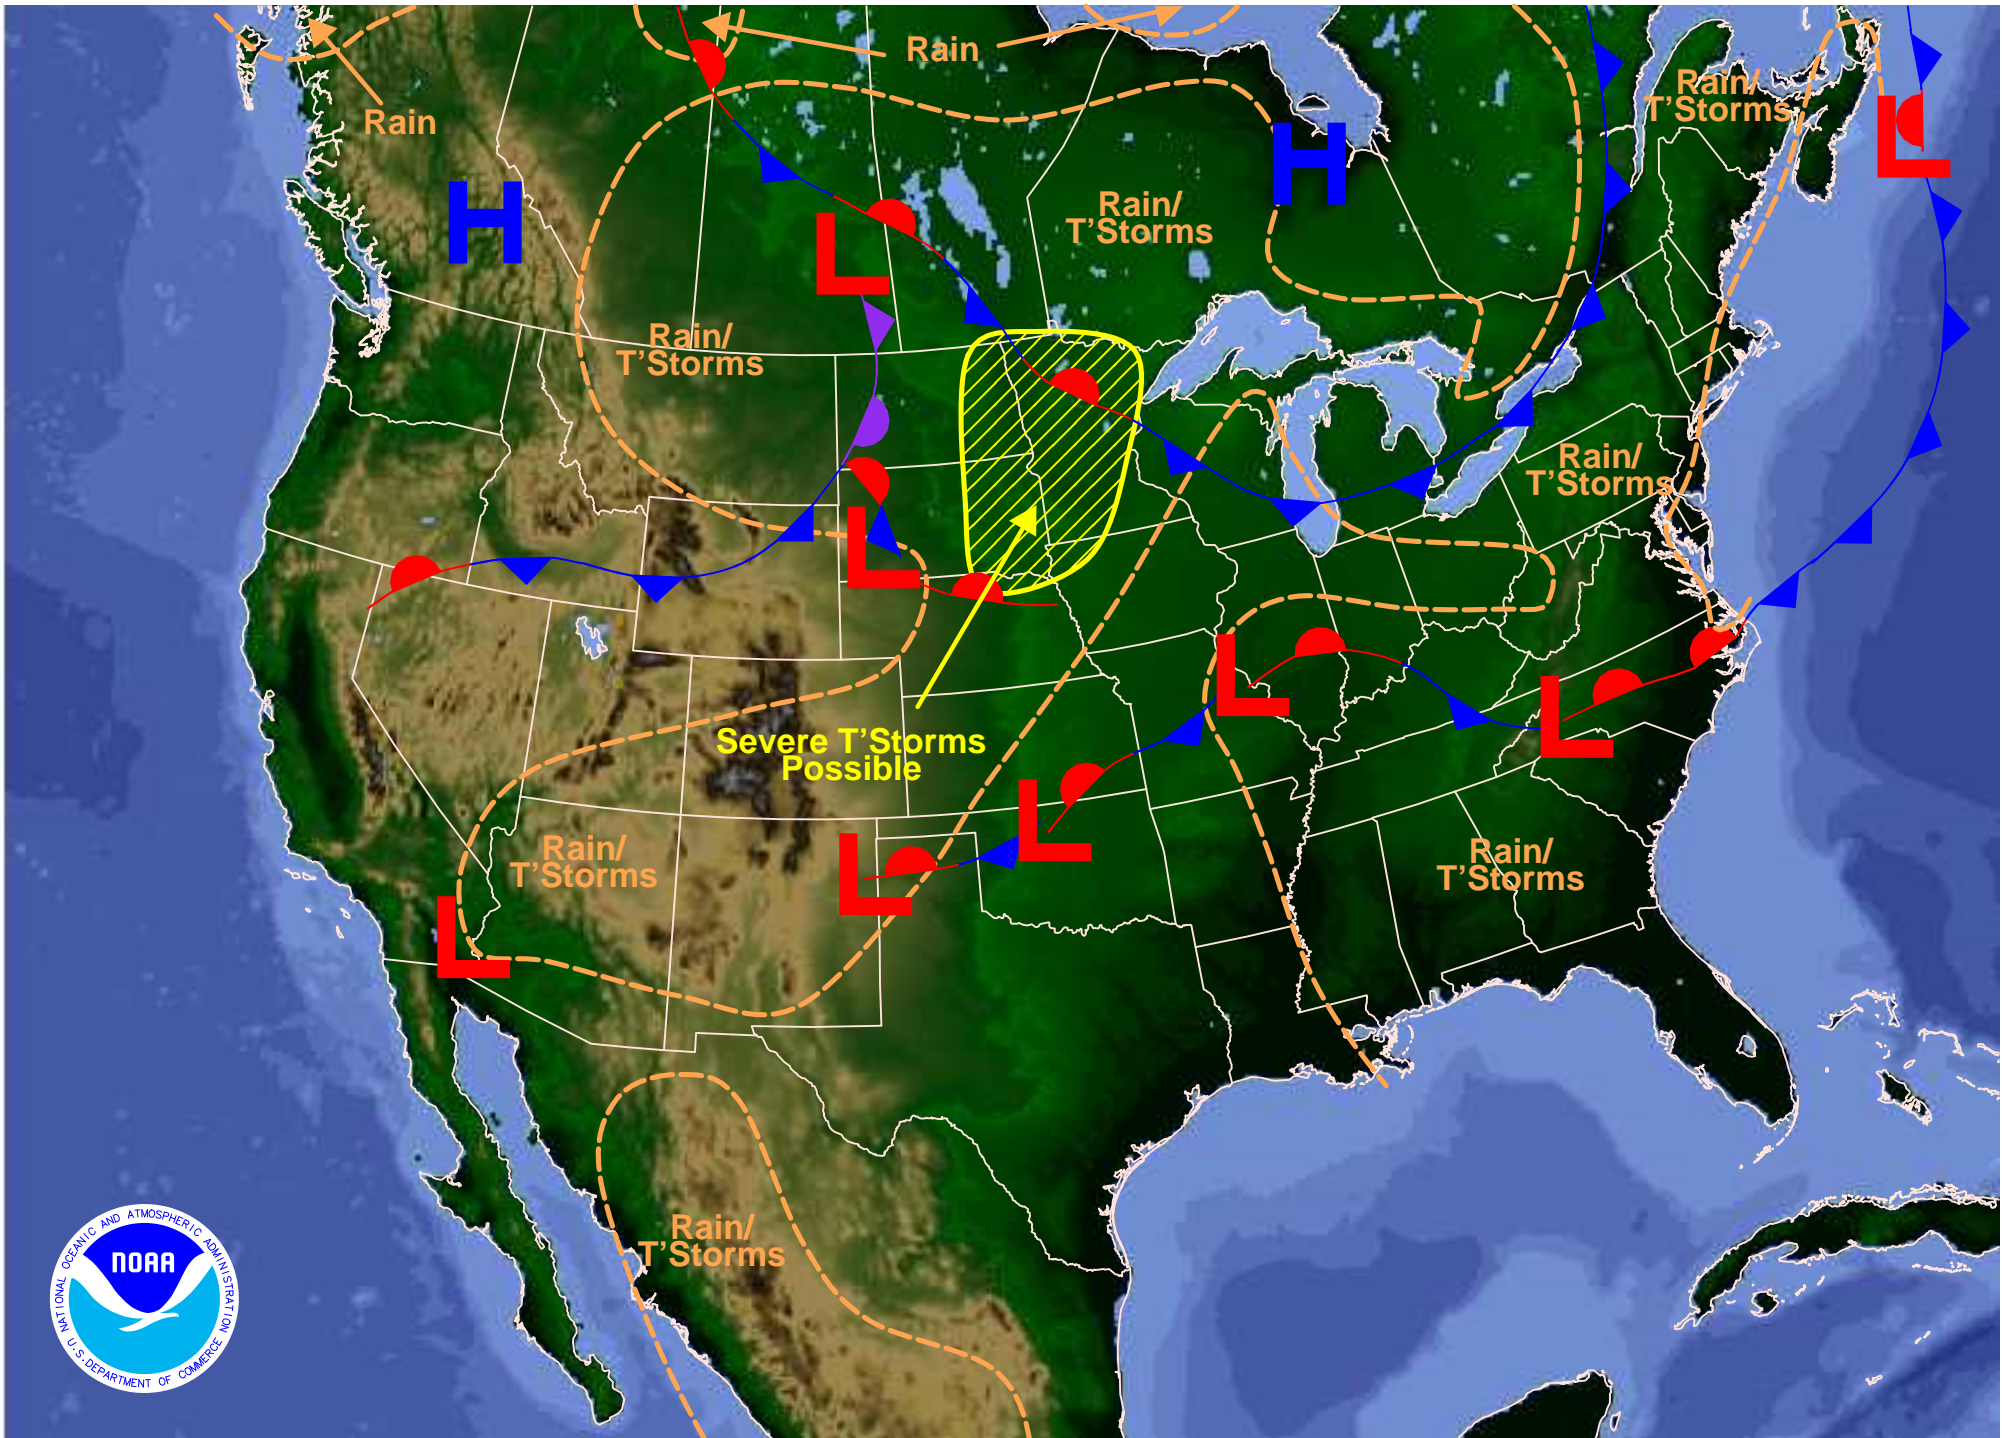 Rain
Rain
Rain/
T'Storms
H
H
L
Rain/
T'Storms
L
Rain/
T'Storms
Rain/
T'Storms
L
L
L
Severe T'Storms
Possible
L
L
Rain/
T'Storms
Rain/
T'Storms
L
L
Rain/
T'Storms
NATIONAL OCEANIC AND ATMOSPHERIC ADMINISTRATION
NOAA
U.S. DEPARTMENT OF COMMERCE